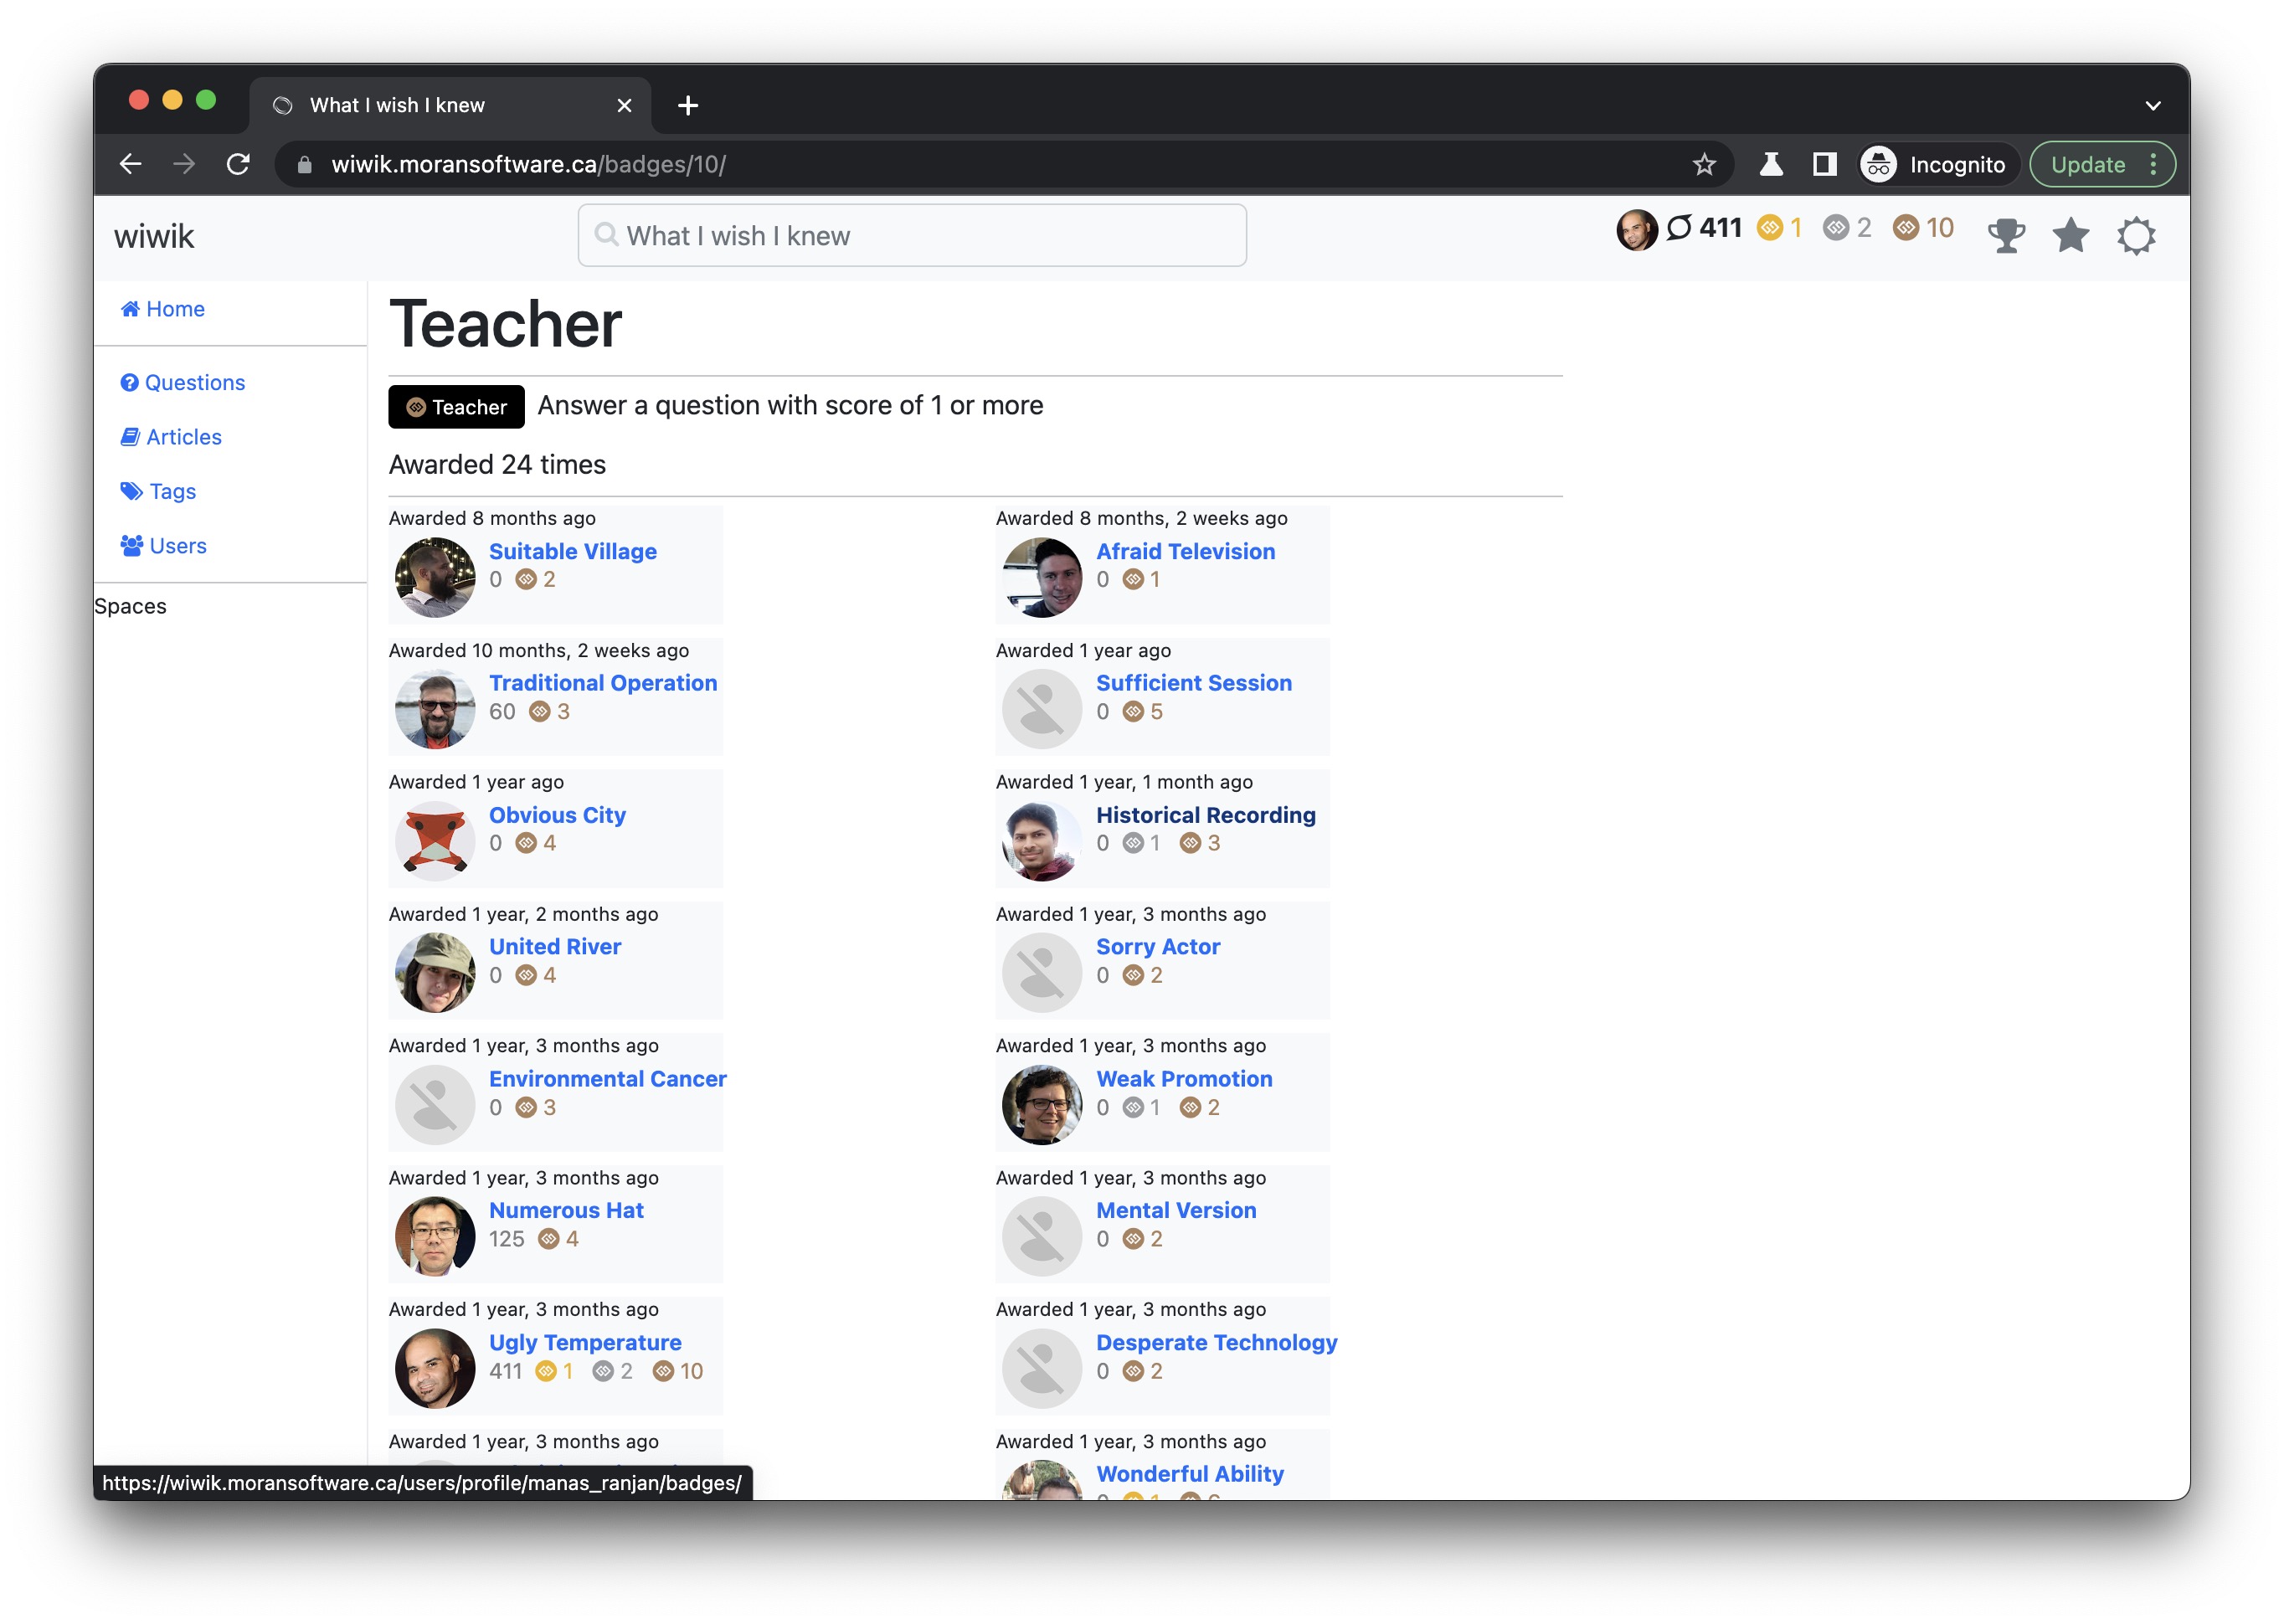 What I wish I knew
wiwik.moransoftware.ca/badges/10/
Incognito
Update
wiwik
What I wish I knew
411 1 2 10
Home
Questions
Articles
Tags
Users
Spaces
Teacher
Teacher Answer a question with score of 1 or more
Awarded 24 times
Awarded 8 months ago
Suitable Village
0 2
Awarded 8 months, 2 weeks ago
Afraid Television
0 1
Awarded 10 months, 2 weeks ago
Traditional Operation
60 3
Awarded 1 year ago
Sufficient Session
0 5
Awarded 1 year ago
Obvious City
0 4
Awarded 1 year, 1 month ago
Historical Recording
0 1 3
Awarded 1 year, 2 months ago
United River
0 4
Awarded 1 year, 3 months ago
Sorry Actor
0 2
Awarded 1 year, 3 months ago
Environmental Cancer
0 3
Awarded 1 year, 3 months ago
Weak Promotion
0 1 2
Awarded 1 year, 3 months ago
Numerous Hat
125 4
Awarded 1 year, 3 months ago
Mental Version
0 2
Awarded 1 year, 3 months ago
Ugly Temperature
411 1 2 10
Awarded 1 year, 3 months ago
Desperate Technology
0 2
Awarded 1 year, 3 months ago
Awarded 1 year, 3 months ago
Wonderful Ability
https://wiwik.moransoftware.ca/users/profile/manas_ranjan/badges/